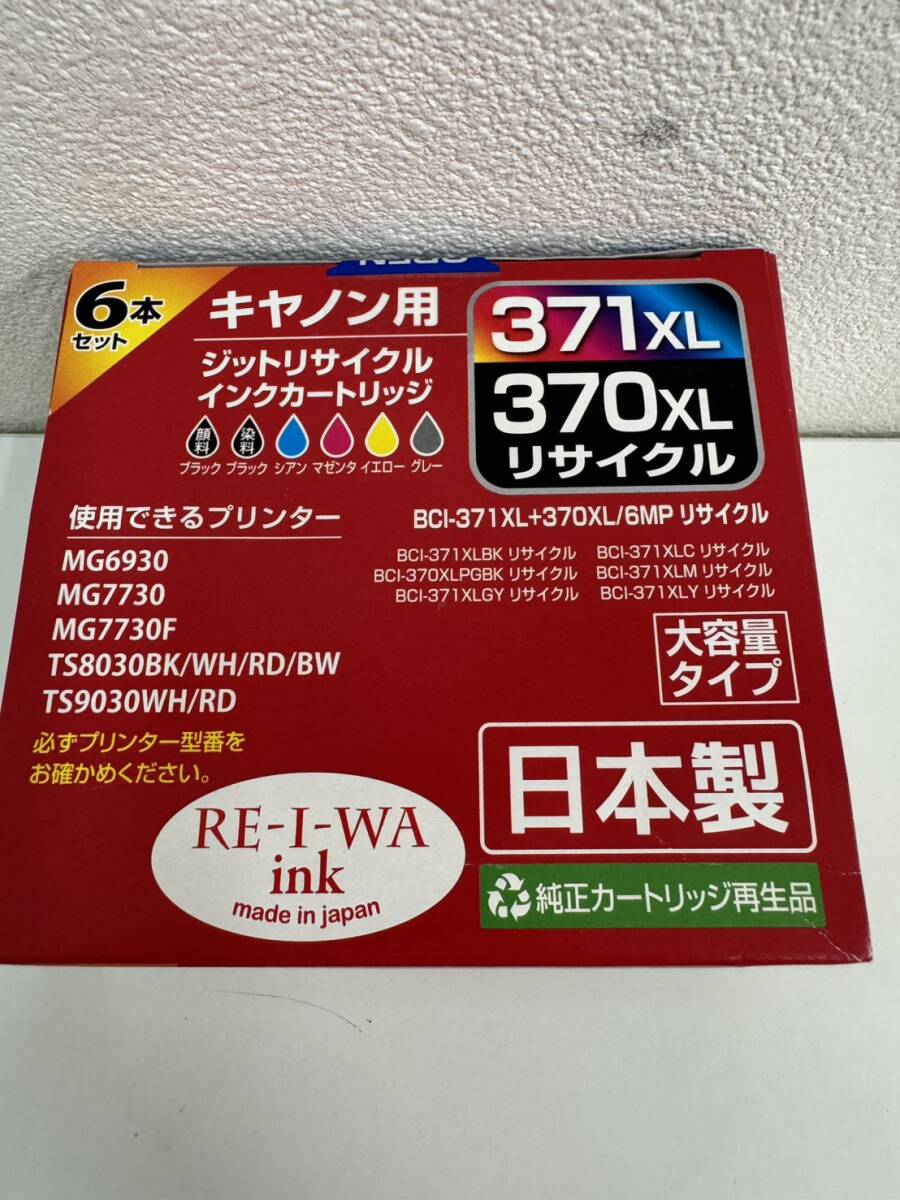 OPEN
6本
セット
キヤノン用
ジットリサイクル
インクカートリッジ
顔料 染料
ブラック ブラック シアン マゼンタ イエロー グレー
371XL
370XL
リサイクル
使用できるプリンター
MG6930
MG7730
MG7730F
TS8030BK/WH/RD/BW
TS9030WH/RD
必ずプリンター型番を
お確かめください。
BCI-371XL+370XL/6MP リサイクル
BCI-371XLBK リサイクル BCI-371XLC リサイクル
BCI-370XLPGBK リサイクル BCI-371XLM リサイクル
BCI-371XLGY リサイクル BCI-371XLY リサイクル
大容量
タイプ
日本製
RE-I-WA
ink
made in japan
純正カートリッジ再生品